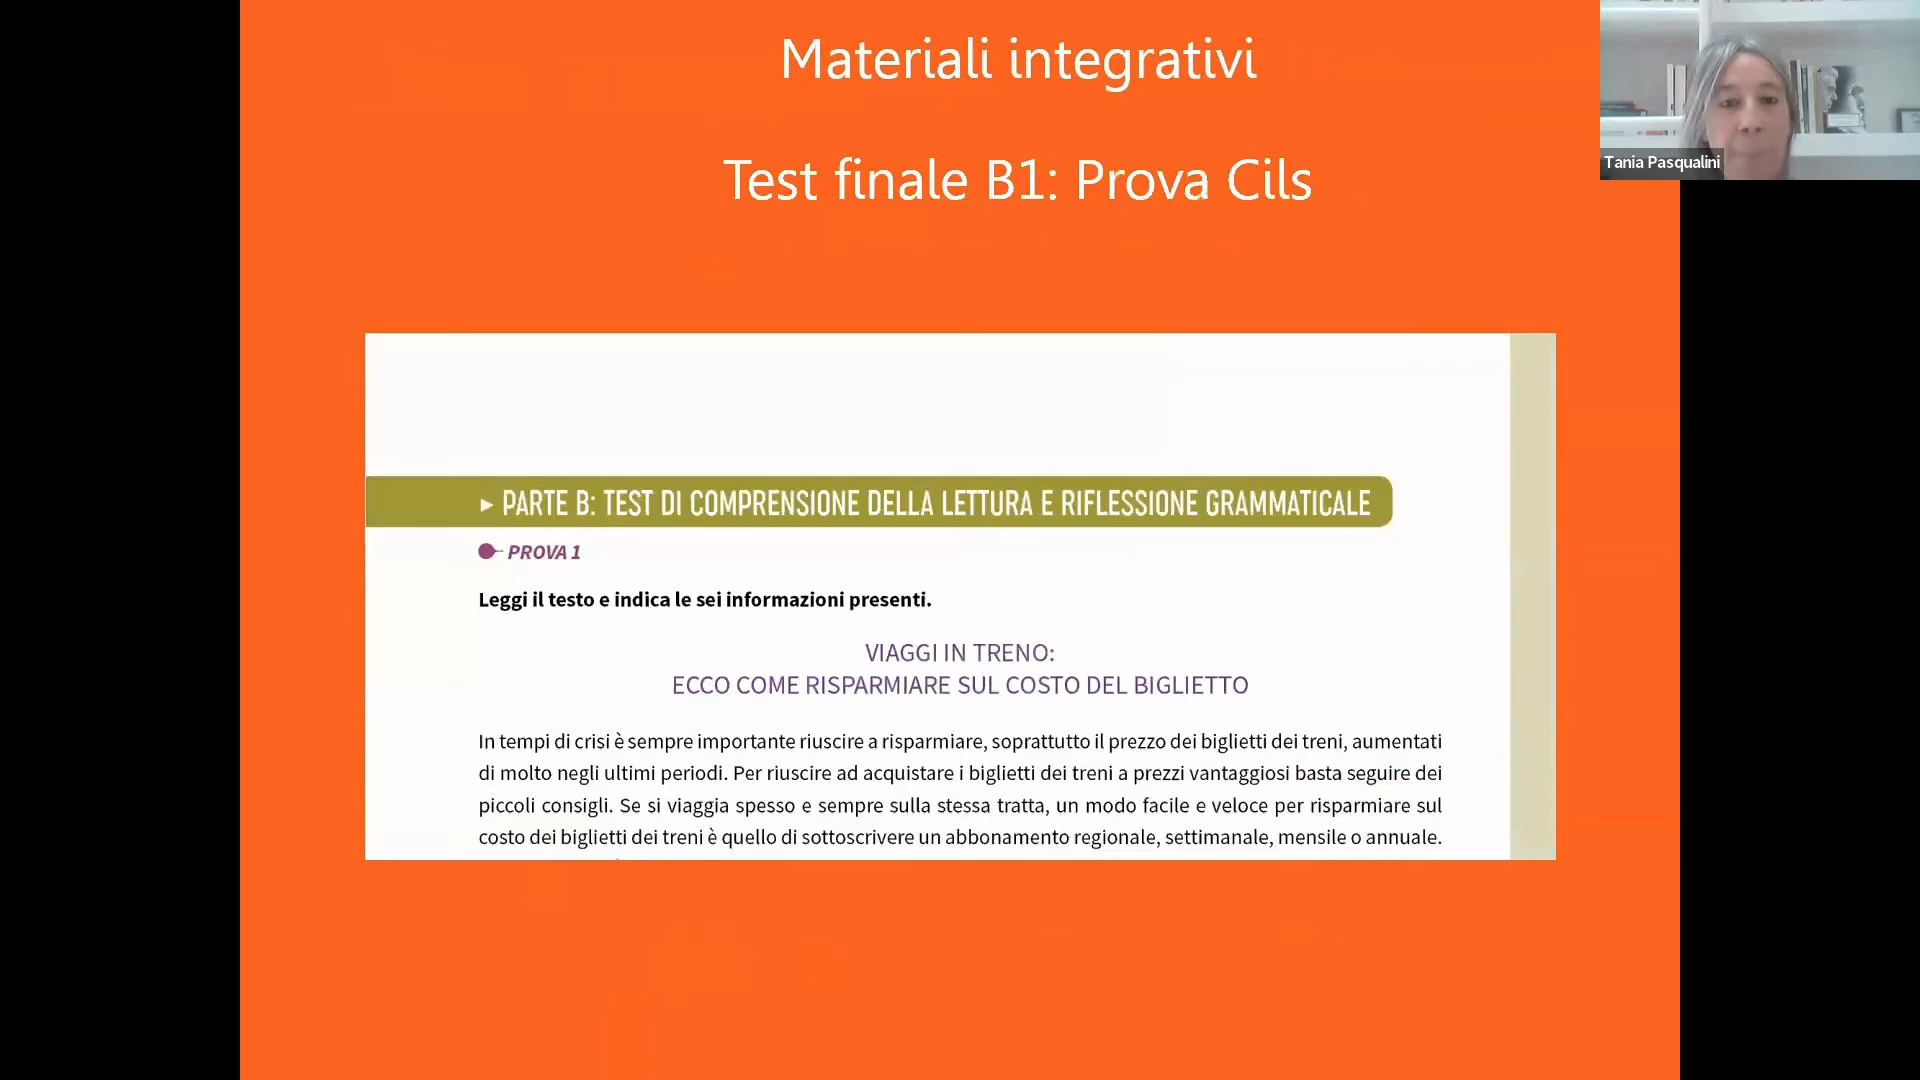 Materiali integrativi
Test finale B1: Prova Cils
Tania Pasqualini
PARTE B: TEST DI COMPRENSIONE DELLA LETTURA E RIFLESSIONE GRAMMATICALE
PROVA 1
Leggi il testo e indica le sei informazioni presenti.
VIAGGI IN TRENO:
ECCO COME RISPARMIARE SUL COSTO DEL BIGLIETTO
In tempi di crisi è sempre importante riuscire a risparmiare, soprattutto il prezzo dei biglietti dei treni, aumentati
di molto negli ultimi periodi. Per riuscire ad acquistare i biglietti dei treni a prezzi vantaggiosi basta seguire dei
piccoli consigli. Se si viaggia spesso e sempre sulla stessa tratta, un modo facile e veloce per risparmiare sul
costo dei biglietti dei treni è quello di sottoscrivere un abbonamento regionale, settimanale, mensile o annuale.